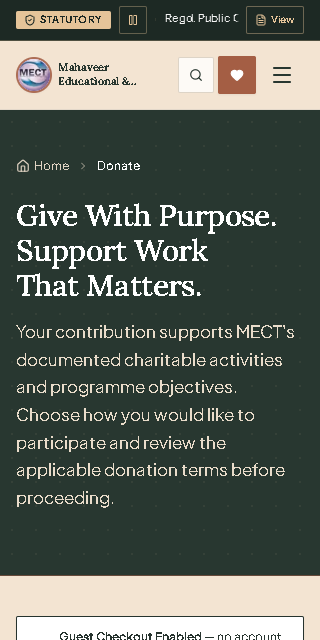 STATUTORY
Regd. Public C
View
MECT
Mahaveer
Educational &...
Home
Donate
Give With Purpose.
Support Work
That Matters.
Your contribution supports MECT's
documented charitable activities
and programme objectives.
Choose how you would like to
participate and review the
applicable donation terms before
proceeding.
Guest Checkout Enabled — no account